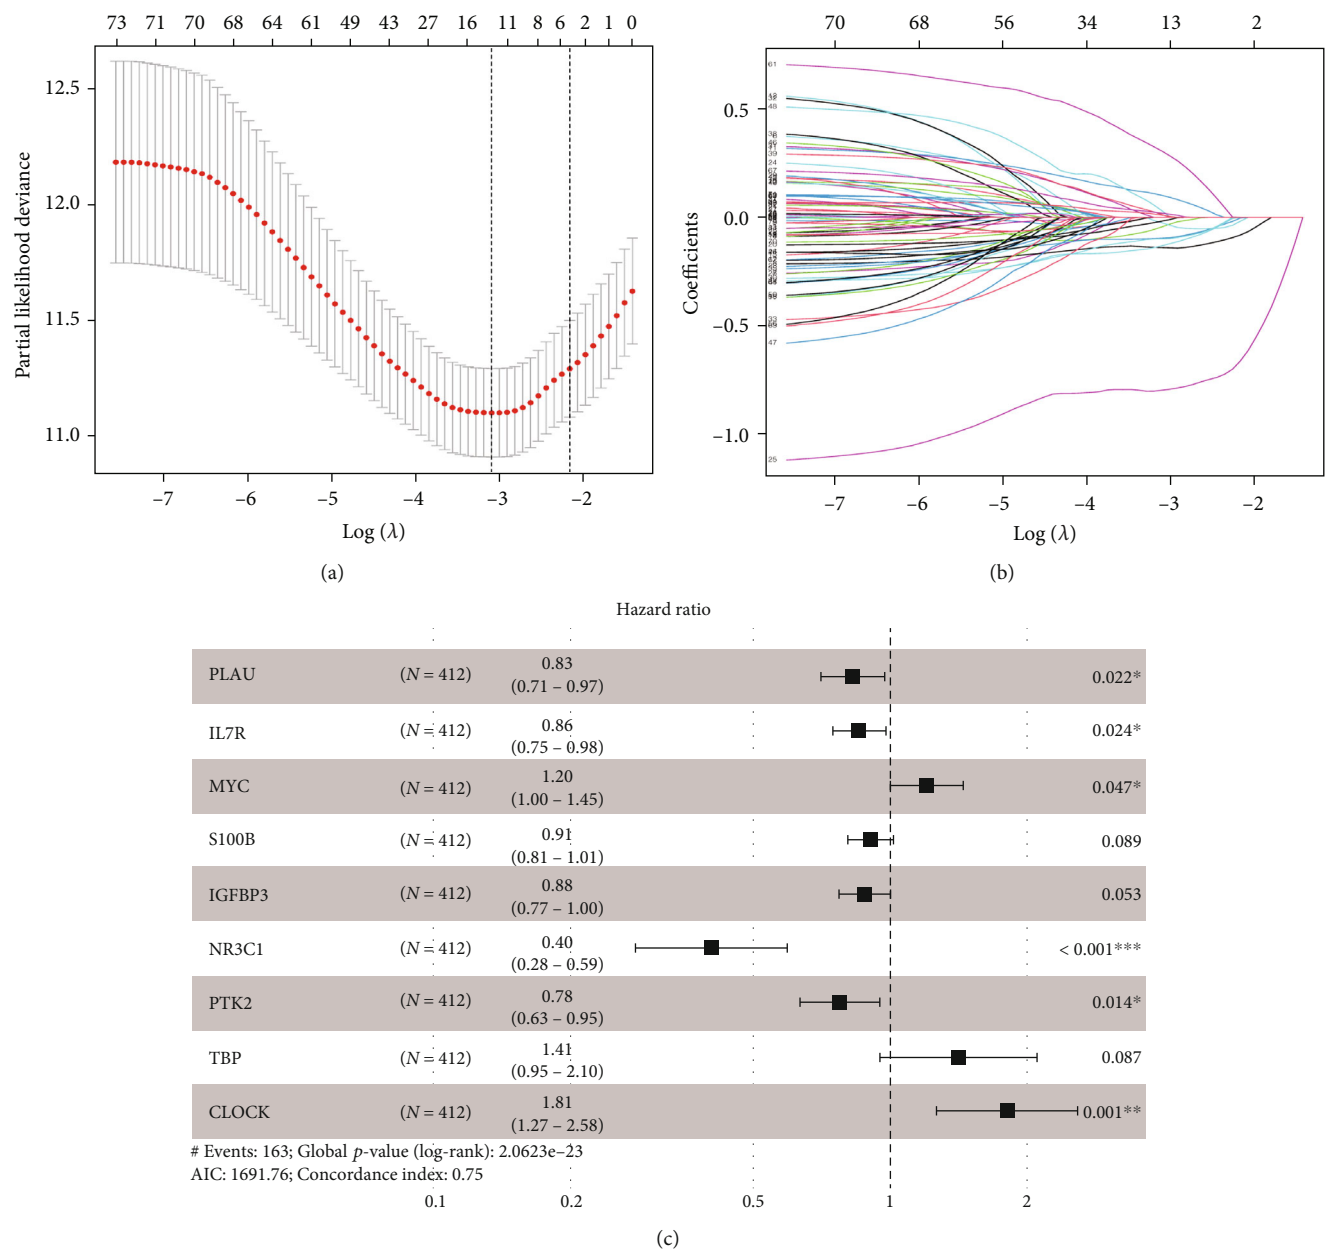 73 71 70 68 64 61 49 43 27 16 11 8 6 2 1 0
12.5
12.0
11.5
11.0
Partial likelihood deviance
−7 −6 −5 −4 −3 −2
Log (λ)
(a)
70 68 56 34 13 2
0.5
0.0
−0.5
−1.0
Coefficients
61
48
39
24
33
47
25
−7 −6 −5 −4 −3 −2
Log (λ)
(b)
Hazard ratio
PLAU (N = 412) 0.83 (0.71 – 0.97) 0.022*
IL7R (N = 412) 0.86 (0.75 – 0.98) 0.024*
MYC (N = 412) 1.20 (1.00 – 1.45) 0.047*
S100B (N = 412) 0.91 (0.81 – 1.01) 0.089
IGFBP3 (N = 412) 0.88 (0.77 – 1.00) 0.053
NR3C1 (N = 412) 0.40 (0.28 – 0.59) < 0.001***
PTK2 (N = 412) 0.78 (0.63 – 0.95) 0.014*
TBP (N = 412) 1.41 (0.95 – 2.10) 0.087
CLOCK (N = 412) 1.81 (1.27 – 2.58) 0.001**
# Events: 163; Global p-value (log-rank): 2.0623e–23
AIC: 1691.76; Concordance index: 0.75
0.1 0.2 0.5 1 2
(c)